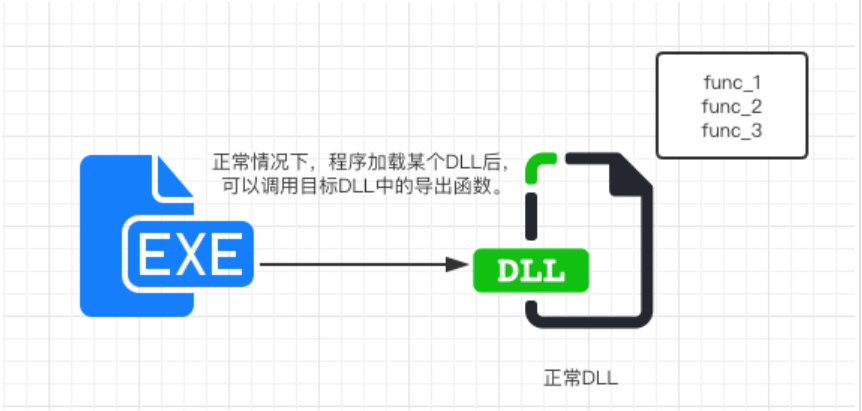 func_1
func_2
func_3
正常情况下，程序加载某个DLL后，
可以调用目标DLL中的导出函数。
EXE
DLL
正常DLL